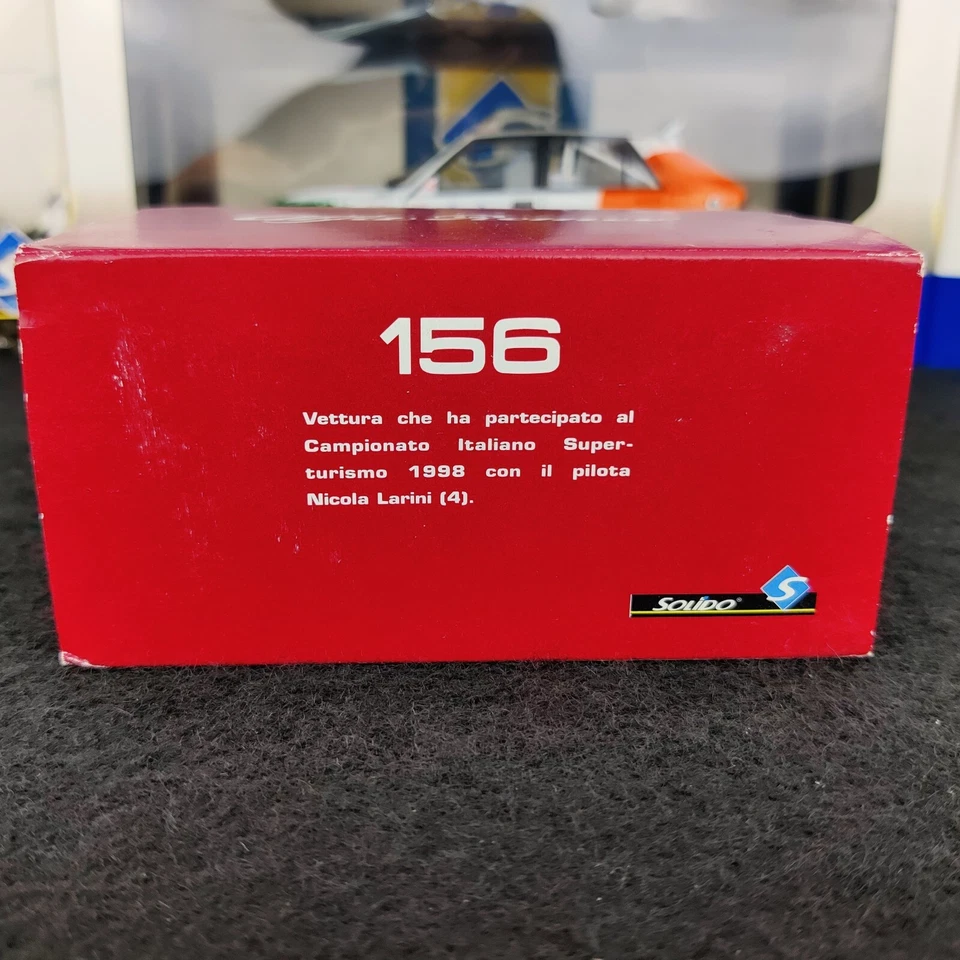 156
Vettura che ha partecipato al
Campionato Italiano Super-
turismo 1998 con il pilota
Nicola Larini (4).
SOLIDO®
S